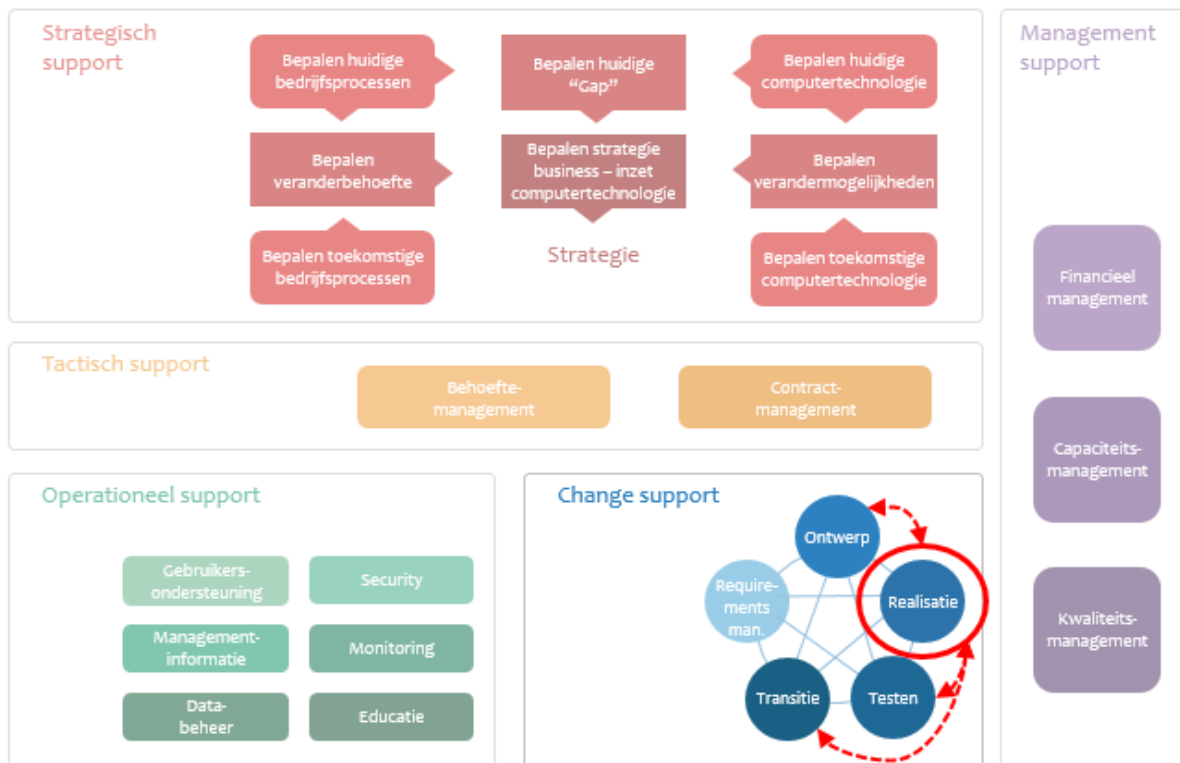 Strategisch
support
Bepalen huidige
bedrijfsprocessen
Bepalen huidige
“Gap”
Bepalen huidige
computertechnologie
Bepalen
veranderbehoefte
Bepalen strategie
business – inzet
computertechnologie
Bepalen
verandermogelijkheden
Bepalen toekomstige
bedrijfsprocessen
Strategie
Bepalen toekomstige
computertechnologie
Management
support
Financieel
management
Capaciteits-
management
Kwaliteits-
management
Tactisch support
Behoefte-
management
Contract-
management
Operationeel support
Gebruikers-
ondersteuning
Security
Management-
informatie
Monitoring
Data-
beheer
Educatie
Change support
Ontwerp
Require-
ments
man.
Realisatie
Transitie
Testen